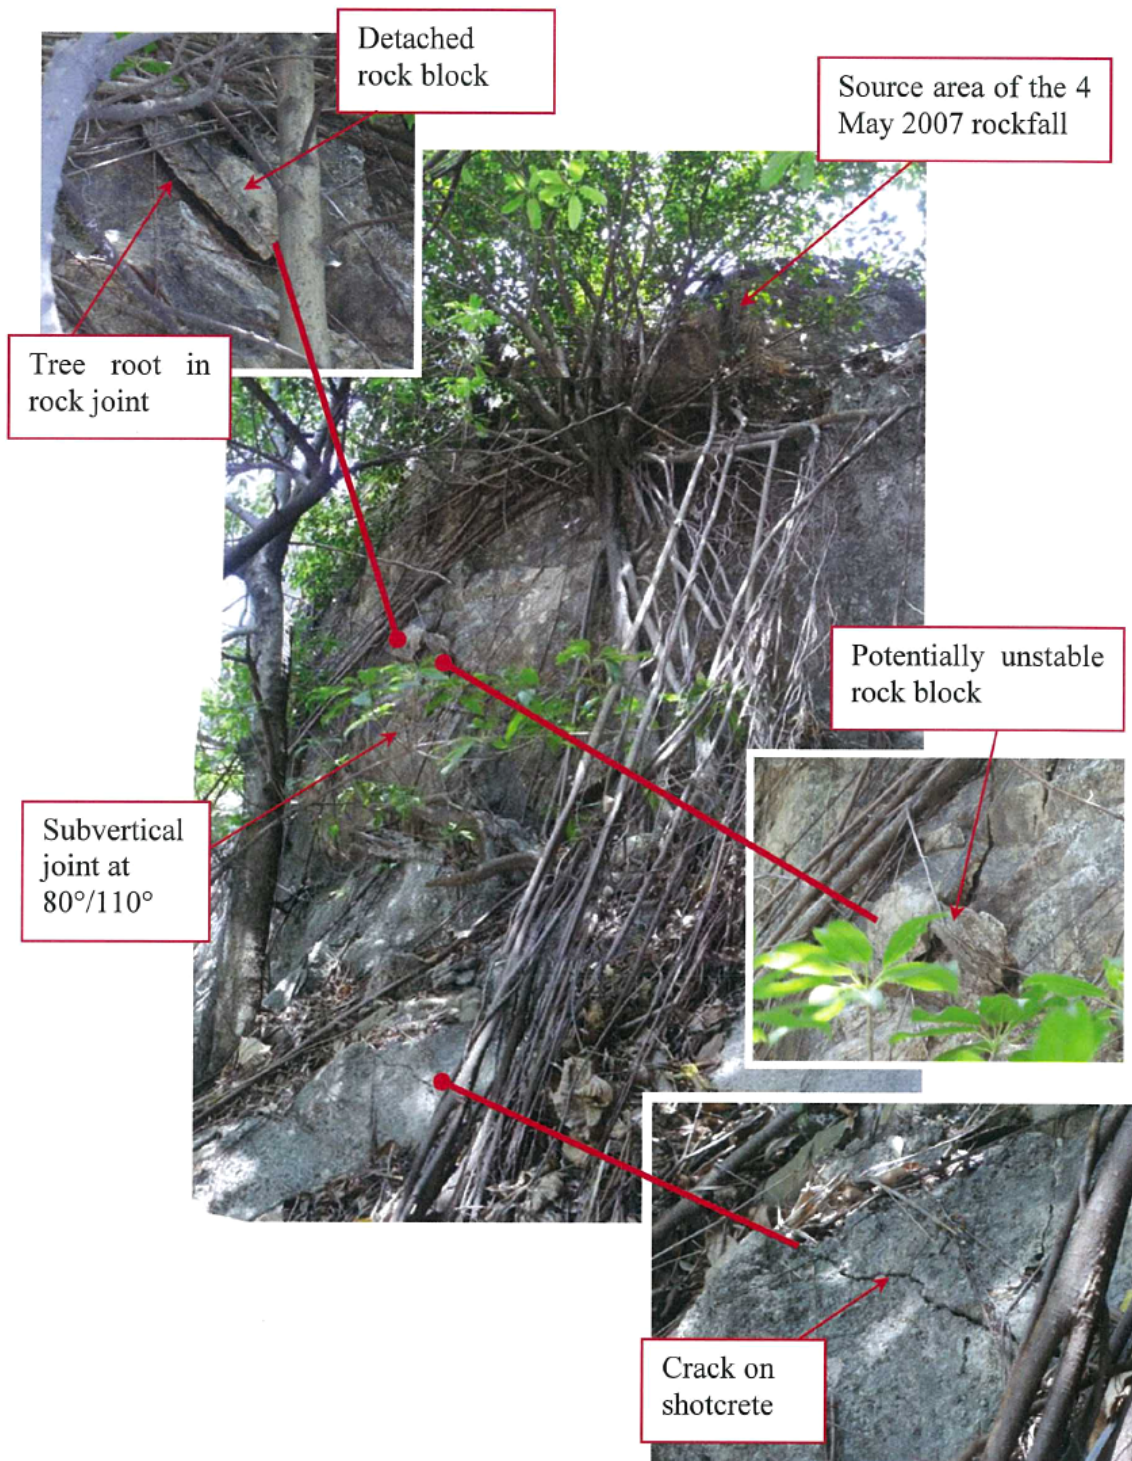 Detached
rock block
Source area of the 4
May 2007 rockfall
Tree root in
rock joint
Potentially unstable
rock block
Subvertical
joint at
80°/110°
Crack on
shotcrete